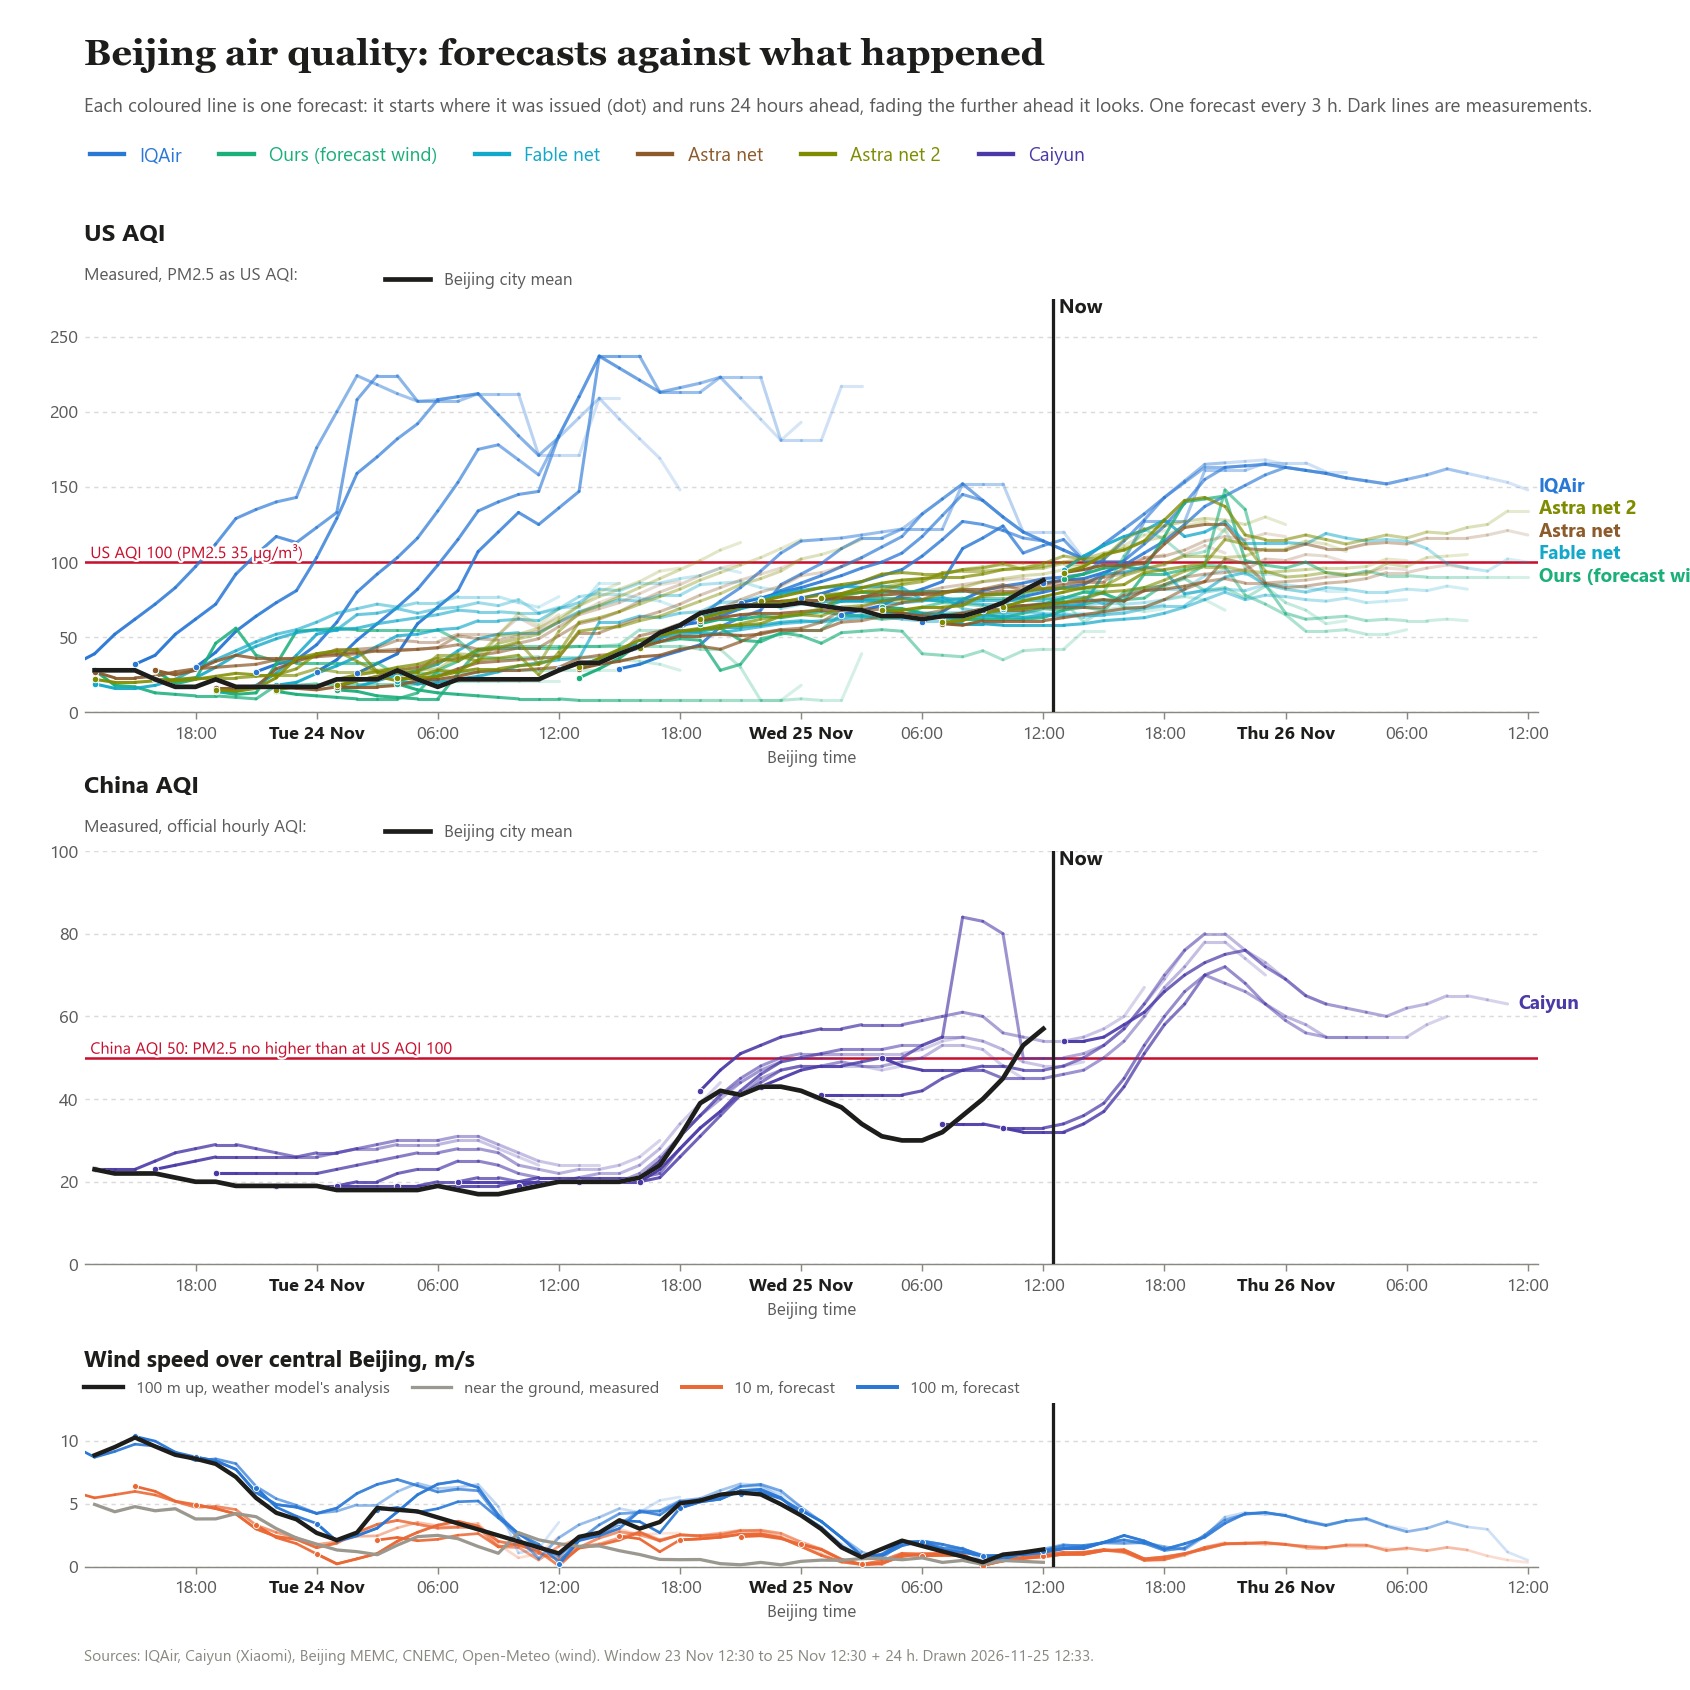 Beijing air quality: forecasts against what happened
Each coloured line is one forecast: it starts where it was issued (dot) and runs 24 hours ahead, fading the further ahead it looks. One forecast every 3 h. Dark lines are measurements.
IQAir Ours (forecast wind) Fable net Astra net Astra net 2 Caiyun
US AQI
Measured, PM2.5 as US AQI: Beijing city mean
Now
250
200
150
100
50
0
US AQI 100 (PM2.5 35 µg/m³)
IQAir
Astra net 2
Astra net
Fable net
Ours (forecast wi
18:00 Tue 24 Nov 06:00 12:00 18:00 Wed 25 Nov 06:00 12:00 18:00 Thu 26 Nov 06:00 12:00
Beijing time
China AQI
Measured, official hourly AQI: Beijing city mean
Now
100
80
60
40
20
0
China AQI 50: PM2.5 no higher than at US AQI 100
Caiyun
18:00 Tue 24 Nov 06:00 12:00 18:00 Wed 25 Nov 06:00 12:00 18:00 Thu 26 Nov 06:00 12:00
Beijing time
Wind speed over central Beijing, m/s
100 m up, weather model's analysis near the ground, measured 10 m, forecast 100 m, forecast
10
5
0
18:00 Tue 24 Nov 06:00 12:00 18:00 Wed 25 Nov 06:00 12:00 18:00 Thu 26 Nov 06:00 12:00
Beijing time
Sources: IQAir, Caiyun (Xiaomi), Beijing MEMC, CNEMC, Open-Meteo (wind). Window 23 Nov 12:30 to 25 Nov 12:30 + 24 h. Drawn 2026-11-25 12:33.